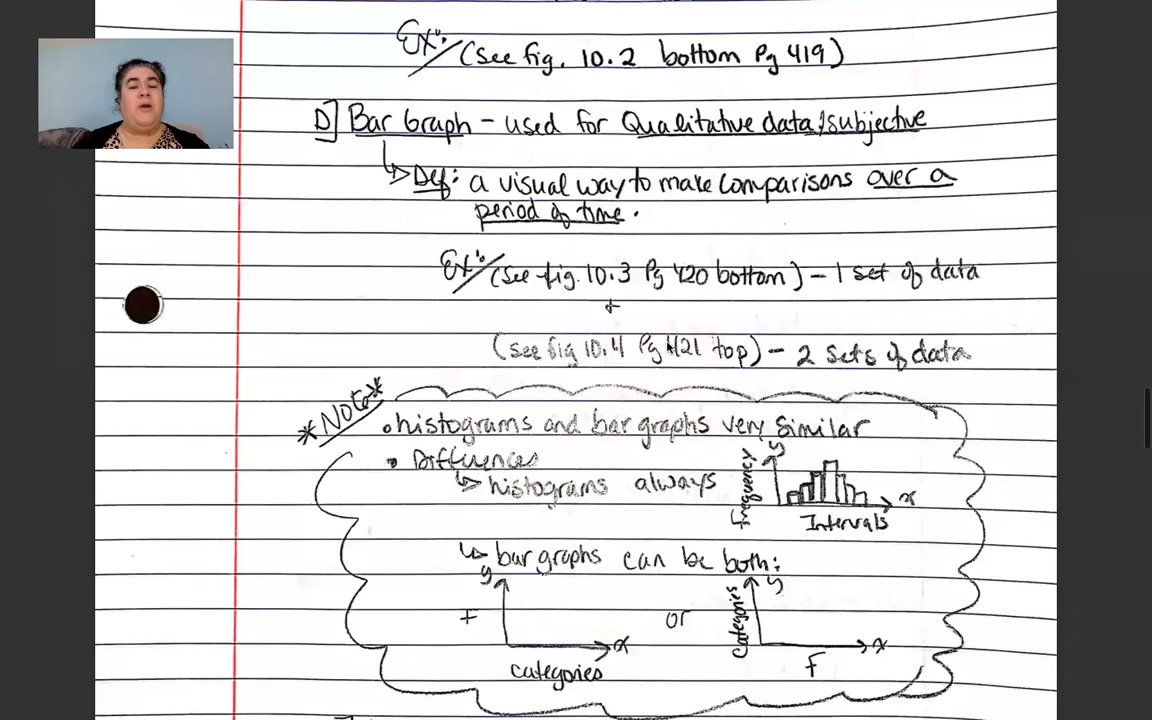 Ex:/(See fig. 10.2 bottom Pg 419)
D] Bar Graph - used for Qualitative data/subjective
Def: a visual way to make comparisons over a
period of time.
Ex:/(See fig. 10.3 Pg 420 bottom) - 1 set of data
+
(see fig 10.4 Pg 421 top) - 2 sets of data
*Note*
• histograms and bar graphs very similar
• Differences
histograms always
y
frequency
x
Intervals
bar graphs can be both:
y
f
x
categories
or
y
Categories
x
F